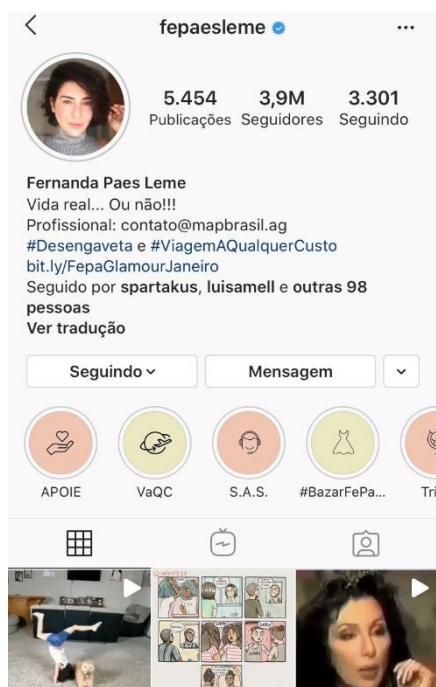 fepaesleme
5.454 3,9M 3.301
Publicações Seguidores Seguindo
Fernanda Paes Leme
Vida real... Ou não!!!
Profissional: contato@mapbrasil.ag
#Desengaveta e #ViagemAQualquerCusto
bit.ly/FepaGlamourJaneiro
Seguido por spartakus, luisamell e outras 98
pessoas
Ver tradução
Seguindo Mensagem
APOIE VaQC S.A.S. #BazarFePa... Tri